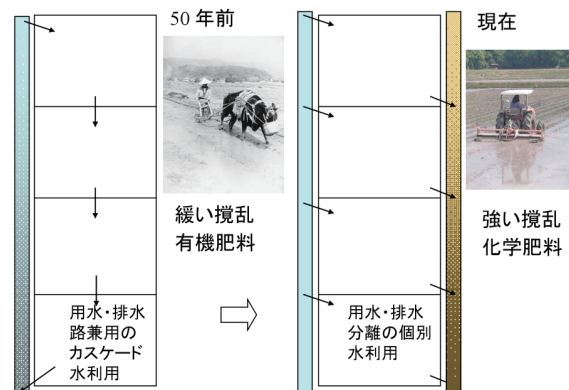 50 年前
緩い撹乱
有機肥料
用水・排水
路兼用の
カスケード
水利用
現在
強い撹乱
化学肥料
用水・排水
分離の個別
水利用